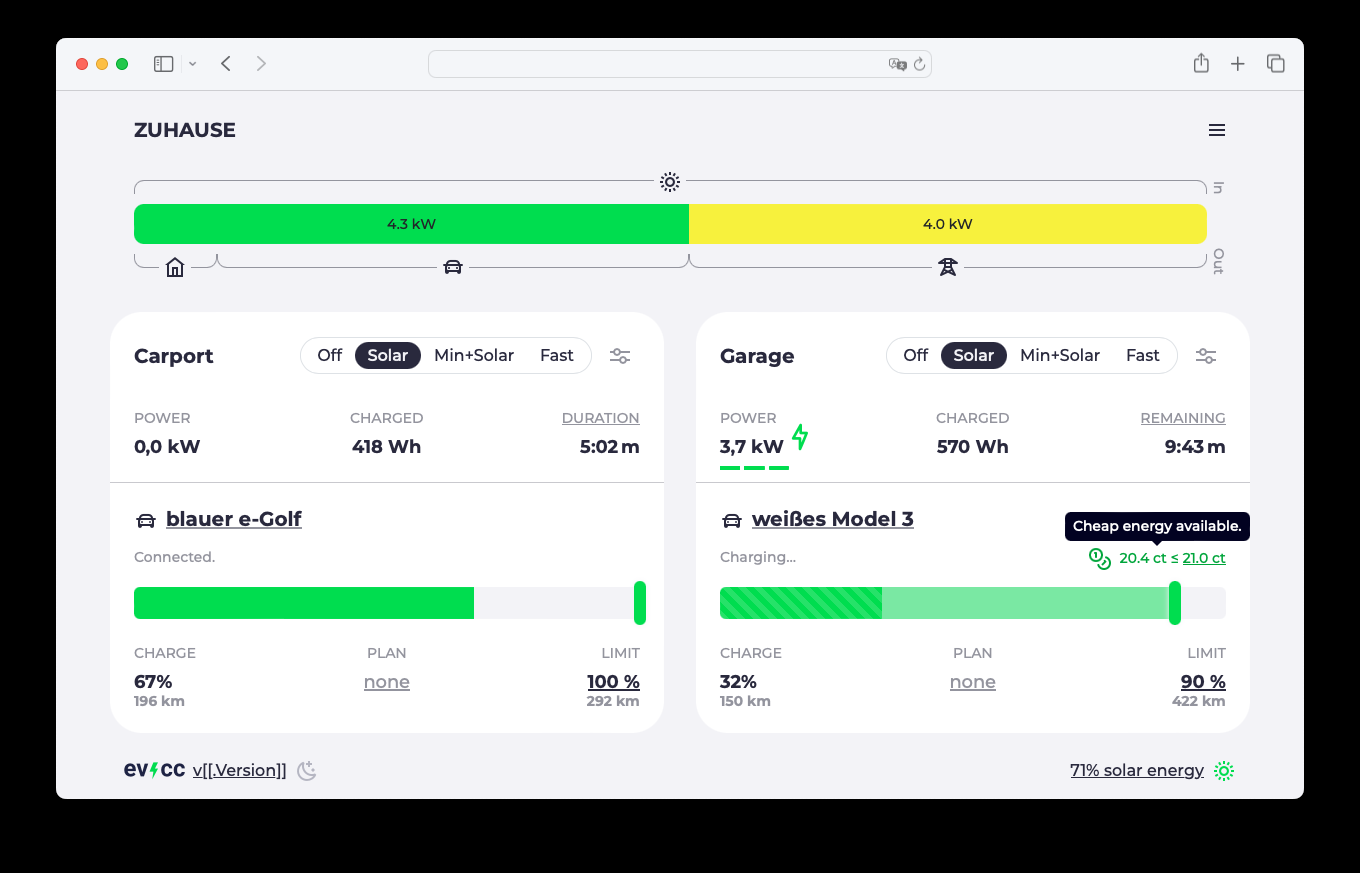 ZUHAUSE
In
4.3 kW 4.0 kW
Out
Carport Off Solar Min+Solar Fast
POWER CHARGED DURATION
0,0 kW 418 Wh 5:02 m
blauer e-Golf
Connected.
CHARGE PLAN LIMIT
67% none 100 %
196 km 292 km
Garage Off Solar Min+Solar Fast
POWER CHARGED REMAINING
3,7 kW 570 Wh 9:43 m
weißes Model 3
Cheap energy available.
Charging... 20.4 ct ≤ 21.0 ct
CHARGE PLAN LIMIT
32% none 90 %
150 km 422 km
evcc v[[.Version]] 71% solar energy